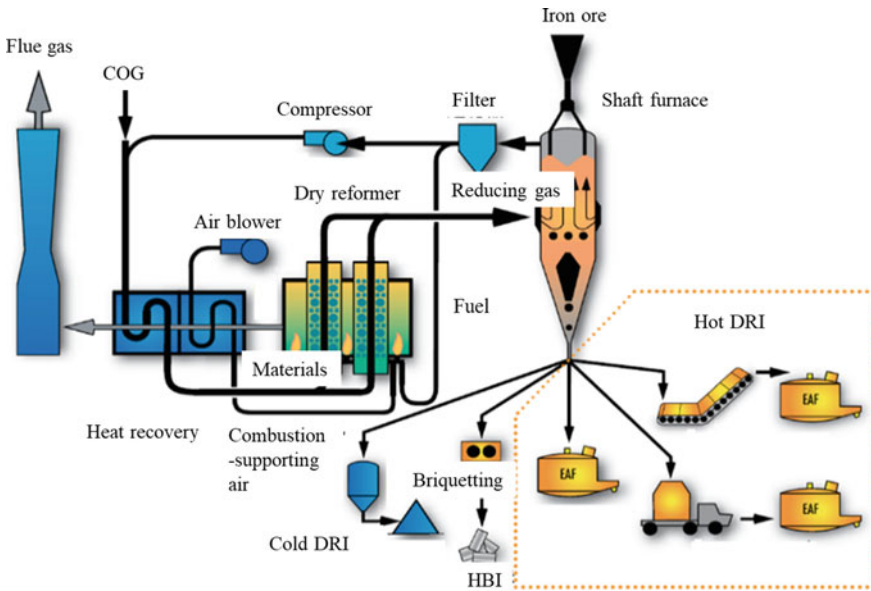 Iron ore
Flue gas
COG
Compressor
Filter
Shaft furnace
Dry reformer
Reducing gas
Air blower
Fuel
Hot DRI
Materials
EAF
Heat recovery
Combustion
-supporting
air
Briquetting
EAF
EAF
Cold DRI
HBI